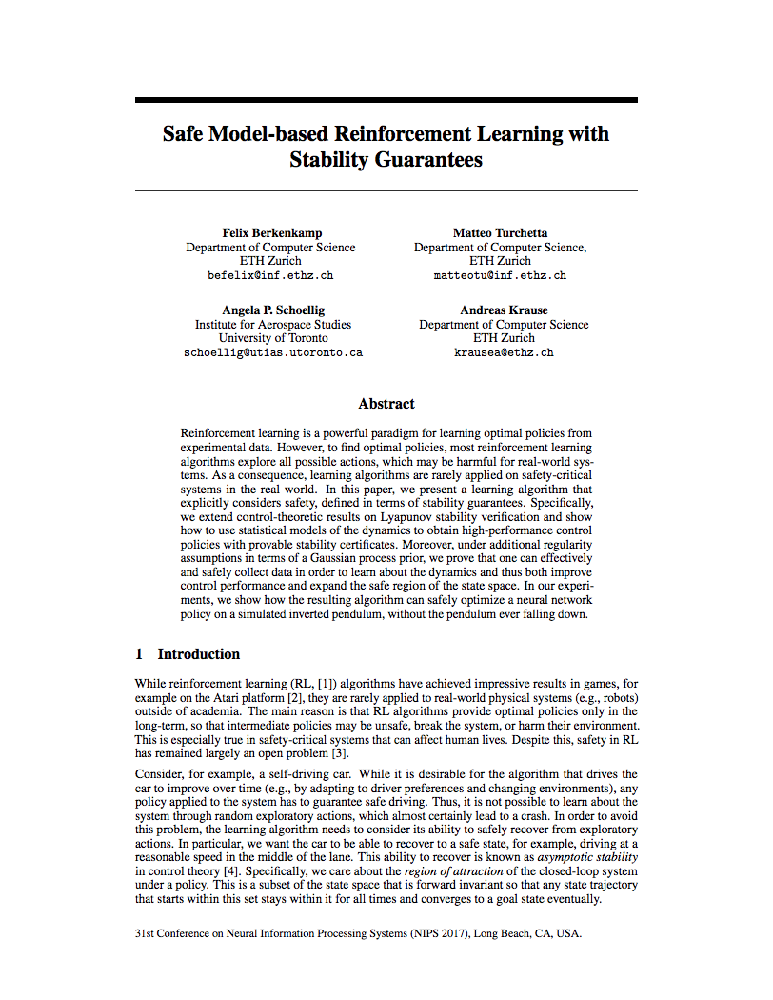 Safe Model-based Reinforcement Learning with
Stability Guarantees
Felix Berkenkamp
Department of Computer Science
ETH Zurich
befelix@inf.ethz.ch
Matteo Turchetta
Department of Computer Science,
ETH Zurich
matteotu@inf.ethz.ch
Angela P. Schoellig
Institute for Aerospace Studies
University of Toronto
schoellig@utias.utoronto.ca
Andreas Krause
Department of Computer Science
ETH Zurich
krausea@ethz.ch
Abstract
Reinforcement learning is a powerful paradigm for learning optimal policies from
experimental data. However, to find optimal policies, most reinforcement learning
algorithms explore all possible actions, which may be harmful for real-world sys-
tems. As a consequence, learning algorithms are rarely applied on safety-critical
systems in the real world. In this paper, we present a learning algorithm that
explicitly considers safety, defined in terms of stability guarantees. Specifically,
we extend control-theoretic results on Lyapunov stability verification and show
how to use statistical models of the dynamics to obtain high-performance control
policies with provable stability certificates. Moreover, under additional regularity
assumptions in terms of a Gaussian process prior, we prove that one can effectively
and safely collect data in order to learn about the dynamics and thus both improve
control performance and expand the safe region of the state space. In our experi-
ments, we show how the resulting algorithm can safely optimize a neural network
policy on a simulated inverted pendulum, without the pendulum ever falling down.
1 Introduction
While reinforcement learning (RL, [1]) algorithms have achieved impressive results in games, for
example on the Atari platform [2], they are rarely applied to real-world physical systems (e.g., robots)
outside of academia. The main reason is that RL algorithms provide optimal policies only in the
long-term, so that intermediate policies may be unsafe, break the system, or harm their environment.
This is especially true in safety-critical systems that can affect human lives. Despite this, safety in RL
has remained largely an open problem [3].
Consider, for example, a self-driving car. While it is desirable for the algorithm that drives the
car to improve over time (e.g., by adapting to driver preferences and changing environments), any
policy applied to the system has to guarantee safe driving. Thus, it is not possible to learn about the
system through random exploratory actions, which almost certainly lead to a crash. In order to avoid
this problem, the learning algorithm needs to consider its ability to safely recover from exploratory
actions. In particular, we want the car to be able to recover to a safe state, for example, driving at a
reasonable speed in the middle of the lane. This ability to recover is known as asymptotic stability
in control theory [4]. Specifically, we care about the region of attraction of the closed-loop system
under a policy. This is a subset of the state space that is forward invariant so that any state trajectory
that starts within this set stays within it for all times and converges to a goal state eventually.
31st Conference on Neural Information Processing Systems (NIPS 2017), Long Beach, CA, USA.